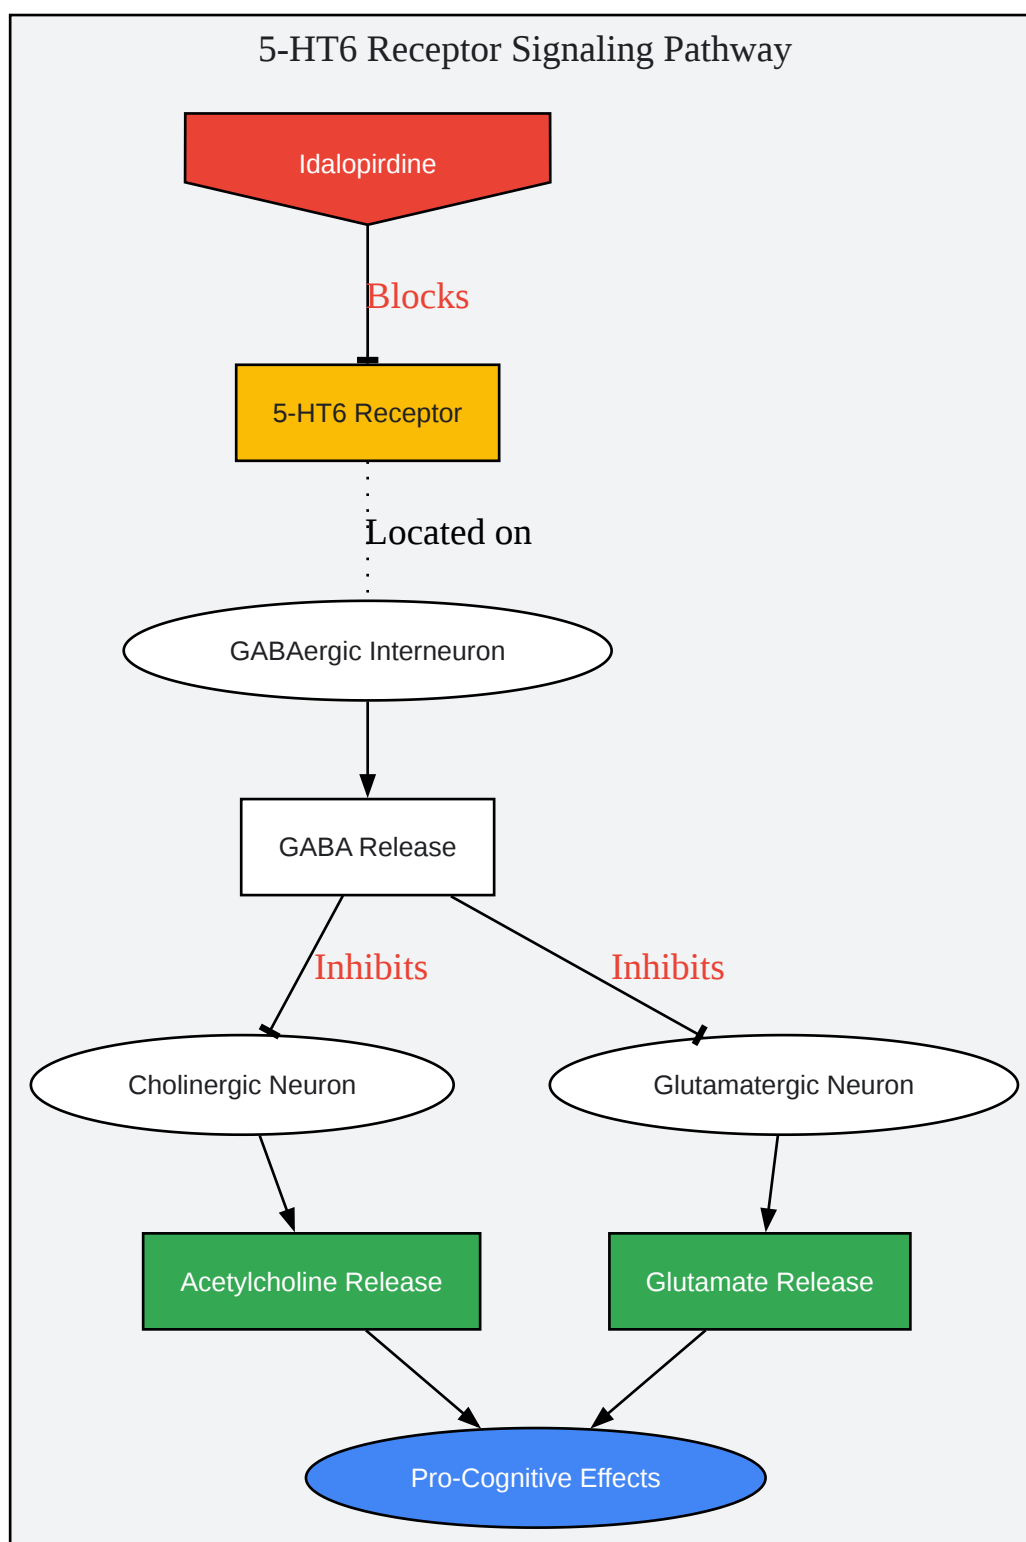 5-HT6 Receptor Signaling Pathway
Idalopirdine
Blocks
5-HT6 Receptor
Located on
GABAergic Interneuron
GABA Release
Inhibits
Inhibits
Cholinergic Neuron
Glutamatergic Neuron
Acetylcholine Release
Glutamate Release
Pro-Cognitive Effects